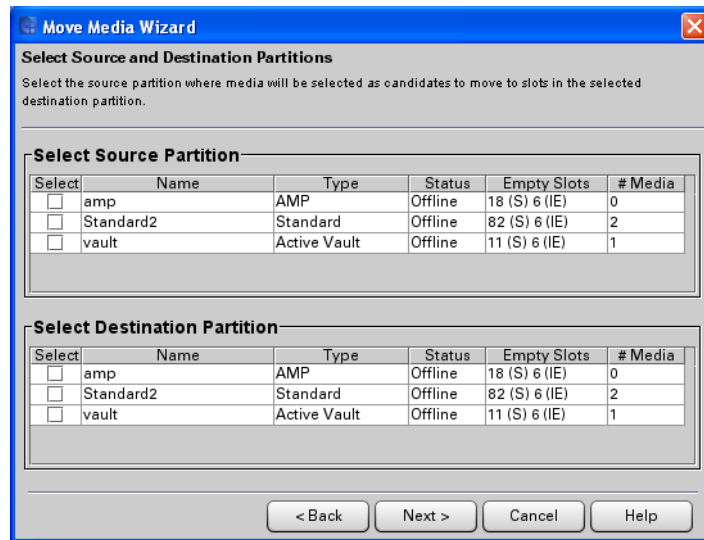 Move Media Wizard
Select Source and Destination Partitions
Select the source partition where media will be selected as candidates to move to slots in the selected
destination partition.
Select Source Partition
Select Name Type Status Empty Slots # Media
amp AMP Offline 18 (S) 6 (IE) 0
Standard2 Standard Offline 82 (S) 6 (IE) 2
vault Active Vault Offline 11 (S) 6 (IE) 1
Select Destination Partition
Select Name Type Status Empty Slots # Media
amp AMP Offline 18 (S) 6 (IE) 0
Standard2 Standard Offline 82 (S) 6 (IE) 2
vault Active Vault Offline 11 (S) 6 (IE) 1
< Back Next > Cancel Help